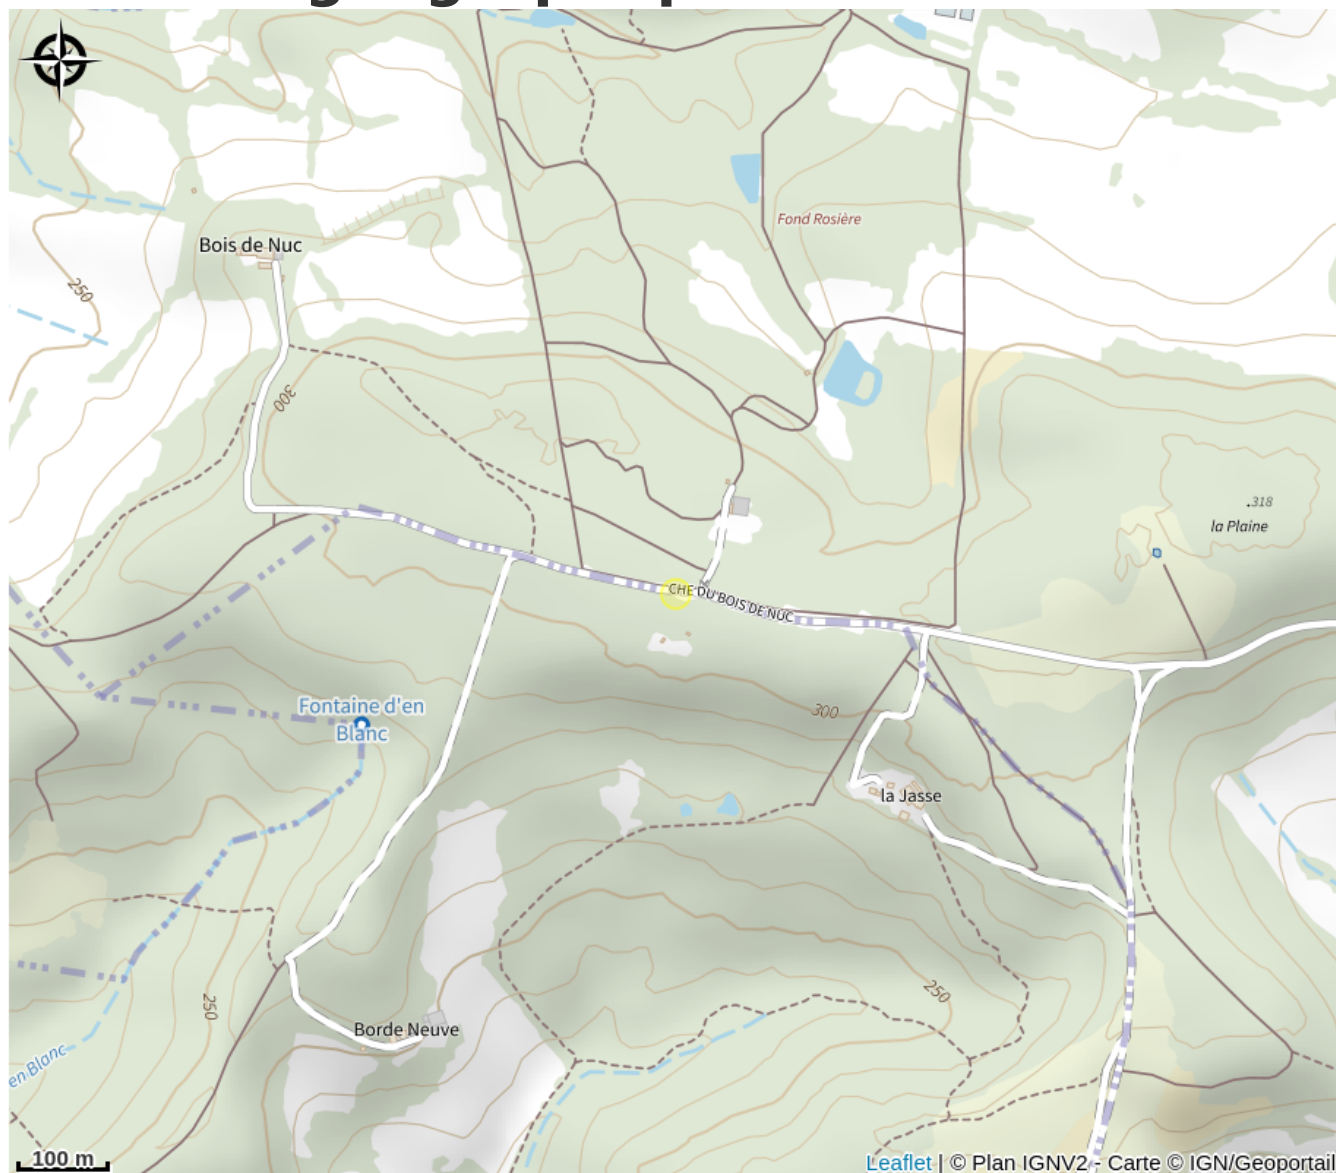 Bois de Nuc
Fond Rosière
250
300
318
la Plaine
CHE DU BOIS DE NUC
Fontaine d'en
Blanc
300
la Jasse
250
250
Borde Neuve
en Blanc
100 m
Leaflet | © Plan IGNV2 - Carte © IGN/Geoportail